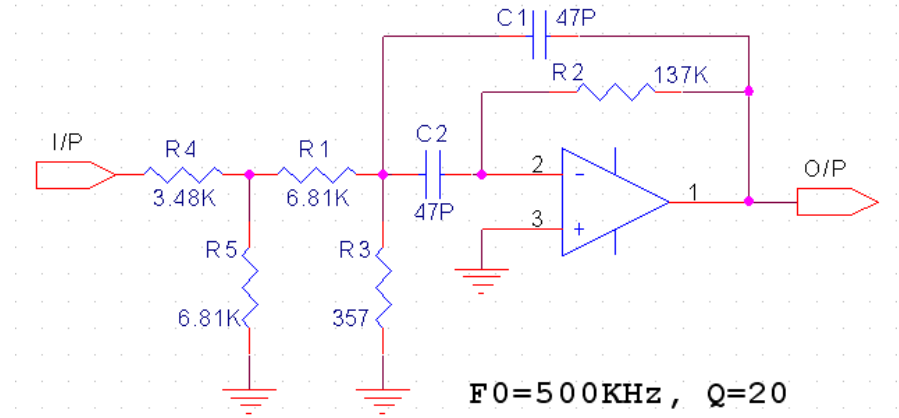 C1 47P
R2 137K
I/P R4 R1 C2 O/P
3.48K 6.81K 47P
2 -
3 +
1
R5 R3
6.81K 357
F0=500KHz, Q=20